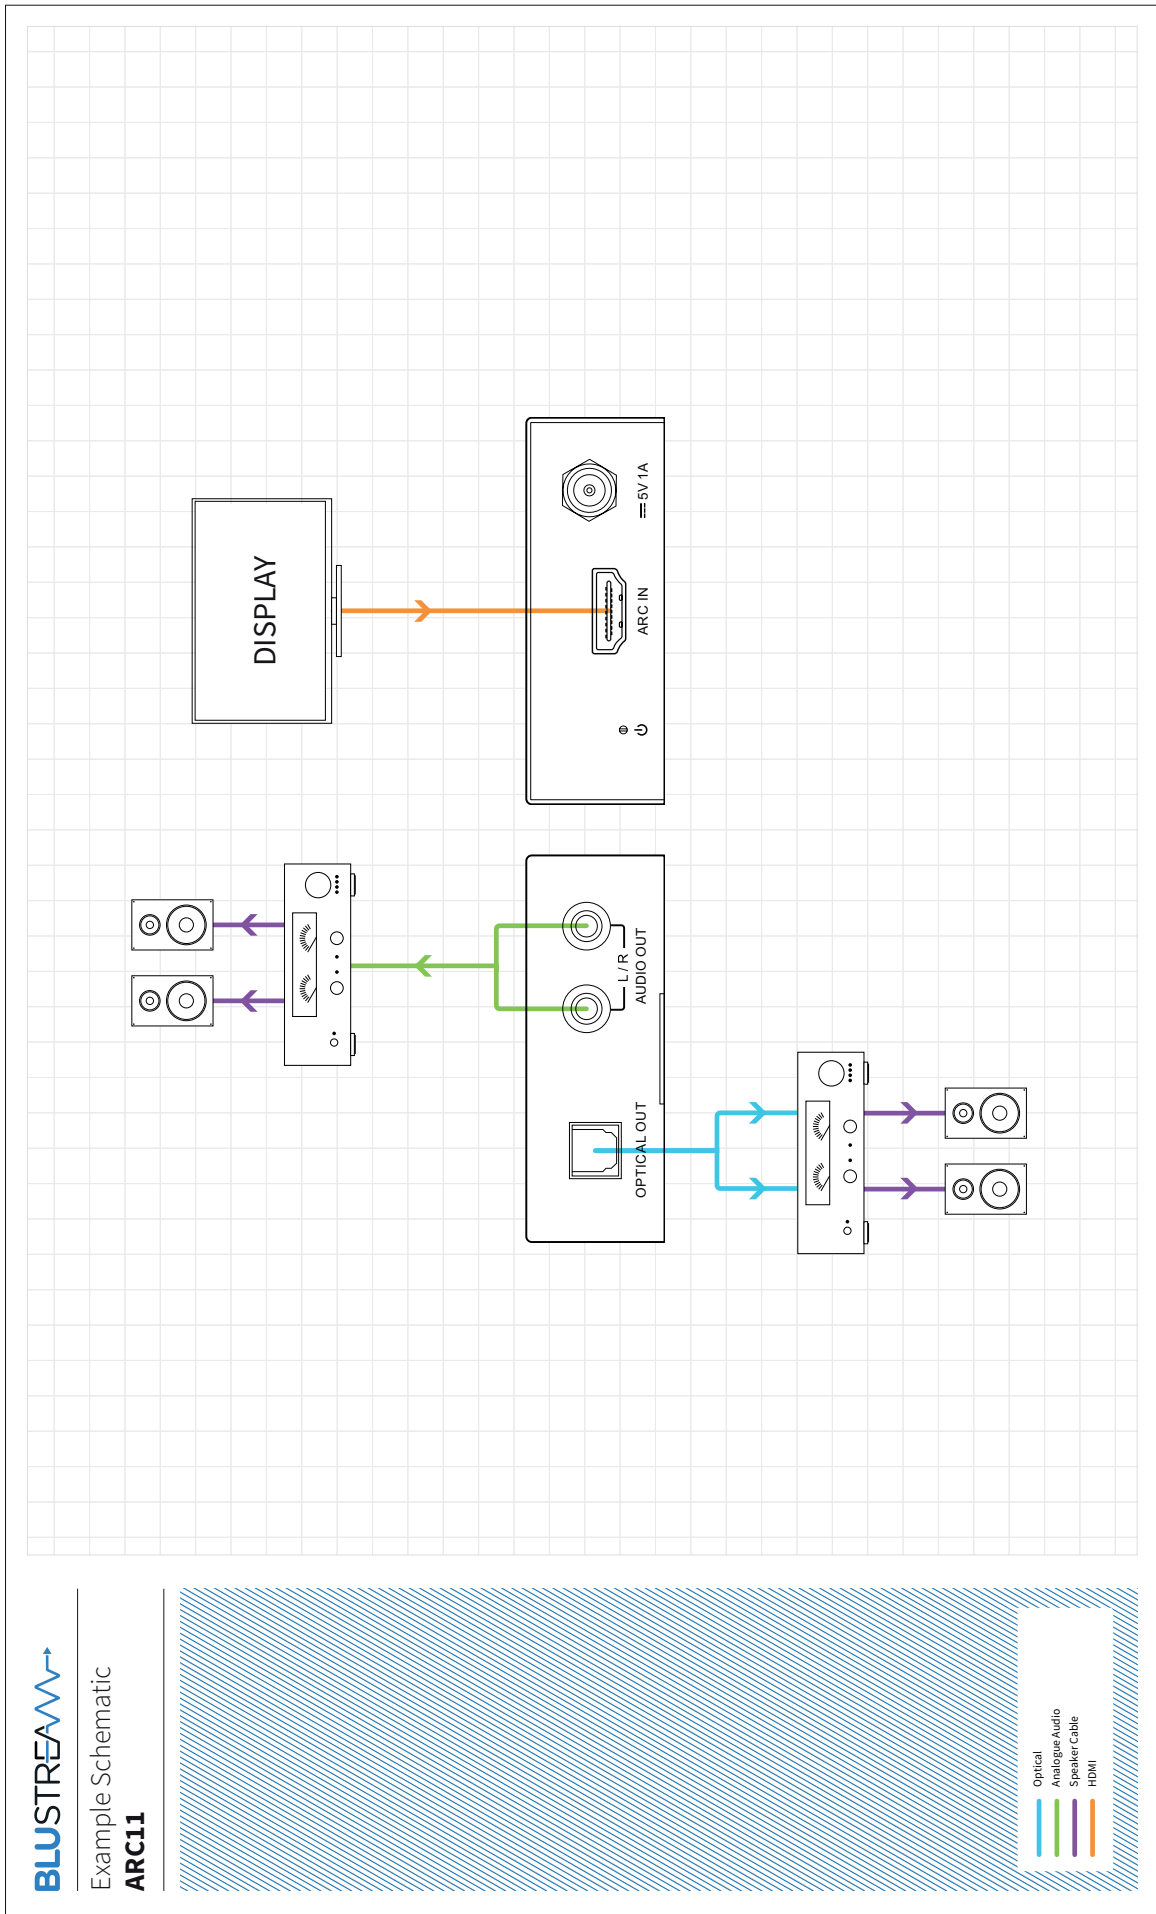 BLUSTREAM
Example Schematic
ARC11
DISPLAY
ARC IN
5V 1A
OPTICAL OUT
L / R
AUDIO OUT
Optical
Analogue Audio
Speaker Cable
HDMI